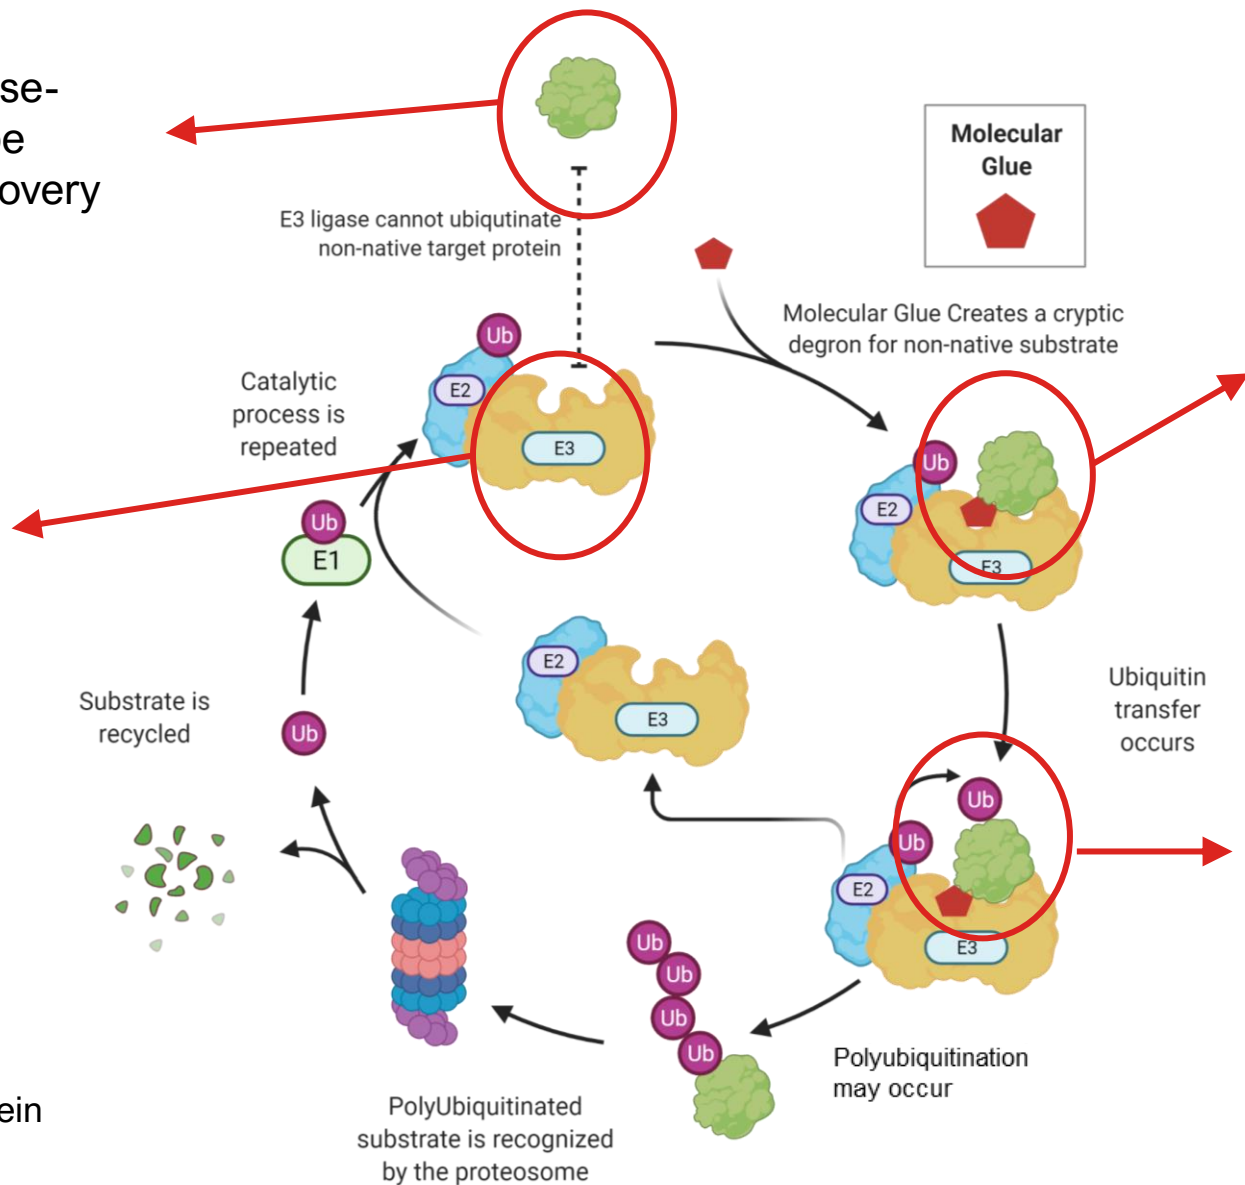 se-
be
overy
Molecular
Glue
E3 ligase cannot ubiqutinate
non-native target protein
Molecular Glue Creates a cryptic
degron for non-native substrate
Ub
E2
E3
Catalytic
process is
repeated
Ub
E2
E3
Ub
E1
E2
E3
Ubiquitin
transfer
occurs
Substrate is
recycled
Ub
Ub
Ub
E2
E3
Ub
Ub
Ub
Ub
Polyubiquitination
may occur
PolyUbiquitinated
substrate is recognized
by the proteosome
ein